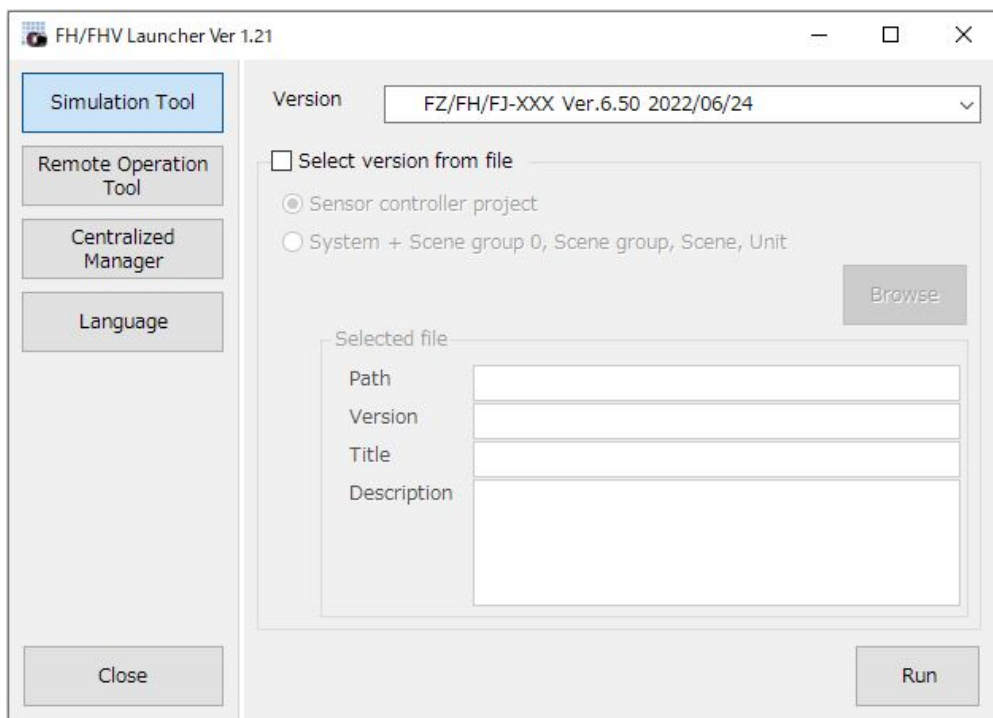 FH/FHV Launcher Ver 1.21
Simulation Tool
Remote Operation
Tool
Centralized
Manager
Language
Close
Version
FZ/FH/FJ-XXX Ver.6.50 2022/06/24
Select version from file
Sensor controller project
System + Scene group 0, Scene group, Scene, Unit
Browse
Selected file
Path
Version
Title
Description
Run